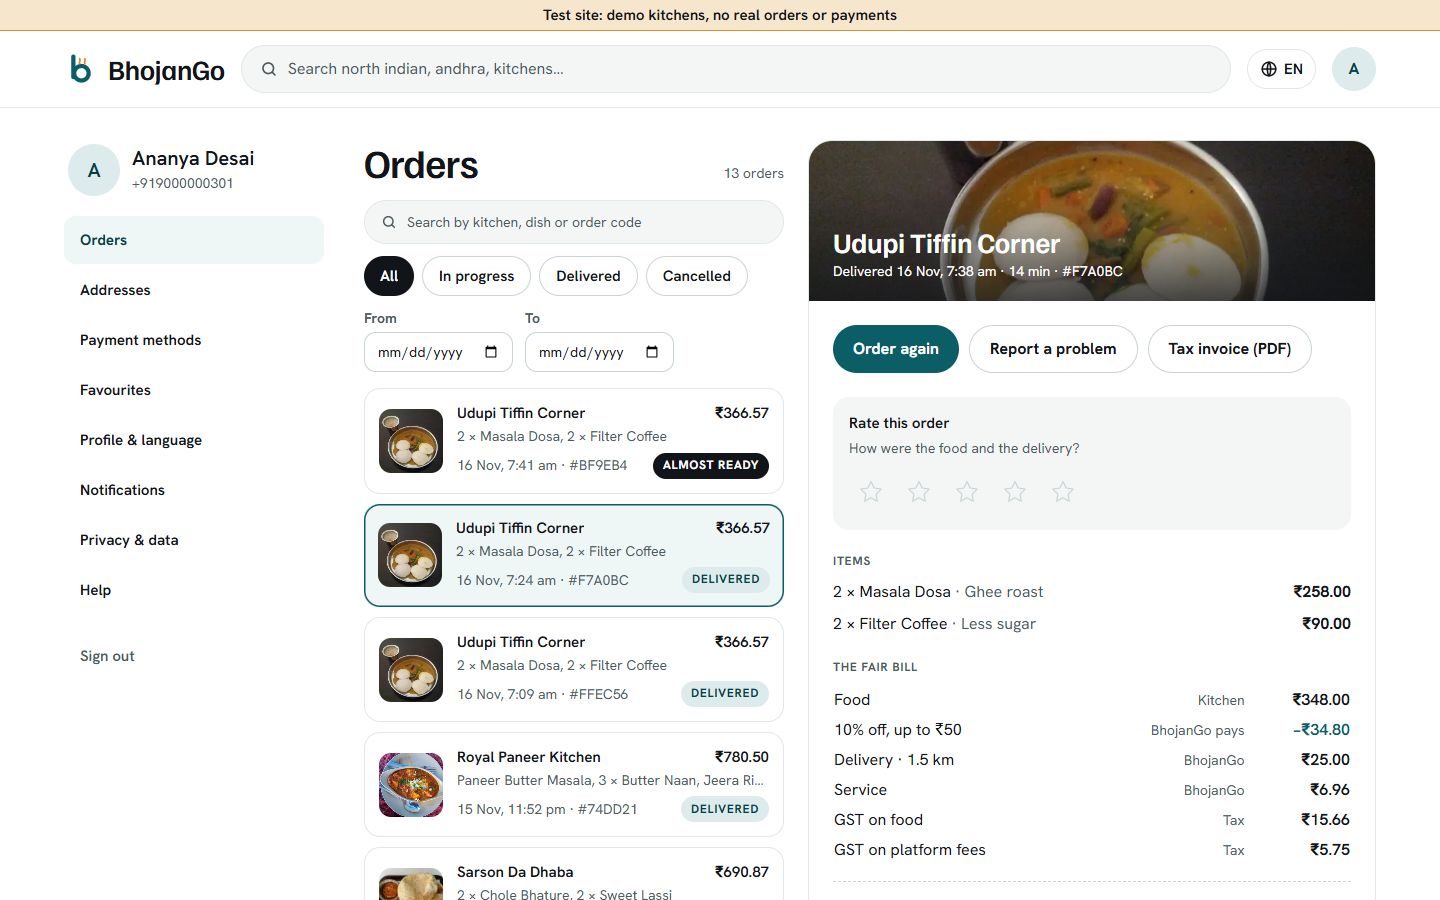 Test site: demo kitchens, no real orders or payments
BhojanGo
Search north indian, andhra, kitchens...
EN
A
A
Ananya Desai
+919000000301
Orders
Addresses
Payment methods
Favourites
Profile & language
Notifications
Privacy & data
Help
Sign out
Orders
13 orders
Search by kitchen, dish or order code
All
In progress
Delivered
Cancelled
From
To
mm/dd/yyyy
mm/dd/yyyy
Udupi Tiffin Corner ₹366.57
2 × Masala Dosa, 2 × Filter Coffee
16 Nov, 7:41 am · #BF9EB4 ALMOST READY
Udupi Tiffin Corner ₹366.57
2 × Masala Dosa, 2 × Filter Coffee
16 Nov, 7:24 am · #F7A0BC DELIVERED
Udupi Tiffin Corner ₹366.57
2 × Masala Dosa, 2 × Filter Coffee
16 Nov, 7:09 am · #FFEC56 DELIVERED
Royal Paneer Kitchen ₹780.50
Paneer Butter Masala, 3 × Butter Naan, Jeera Ri...
15 Nov, 11:52 pm · #74DD21 DELIVERED
Sarson Da Dhaba ₹690.87
2 × Chole Bhature, 2 × Sweet Lassi
Udupi Tiffin Corner
Delivered 16 Nov, 7:38 am · 14 min · #F7A0BC
Order again
Report a problem
Tax invoice (PDF)
Rate this order
How were the food and the delivery?
ITEMS
2 × Masala Dosa · Ghee roast ₹258.00
2 × Filter Coffee · Less sugar ₹90.00
THE FAIR BILL
Food Kitchen ₹348.00
10% off, up to ₹50 BhojanGo pays −₹34.80
Delivery · 1.5 km BhojanGo ₹25.00
Service BhojanGo ₹6.96
GST on food Tax ₹15.66
GST on platform fees Tax ₹5.75